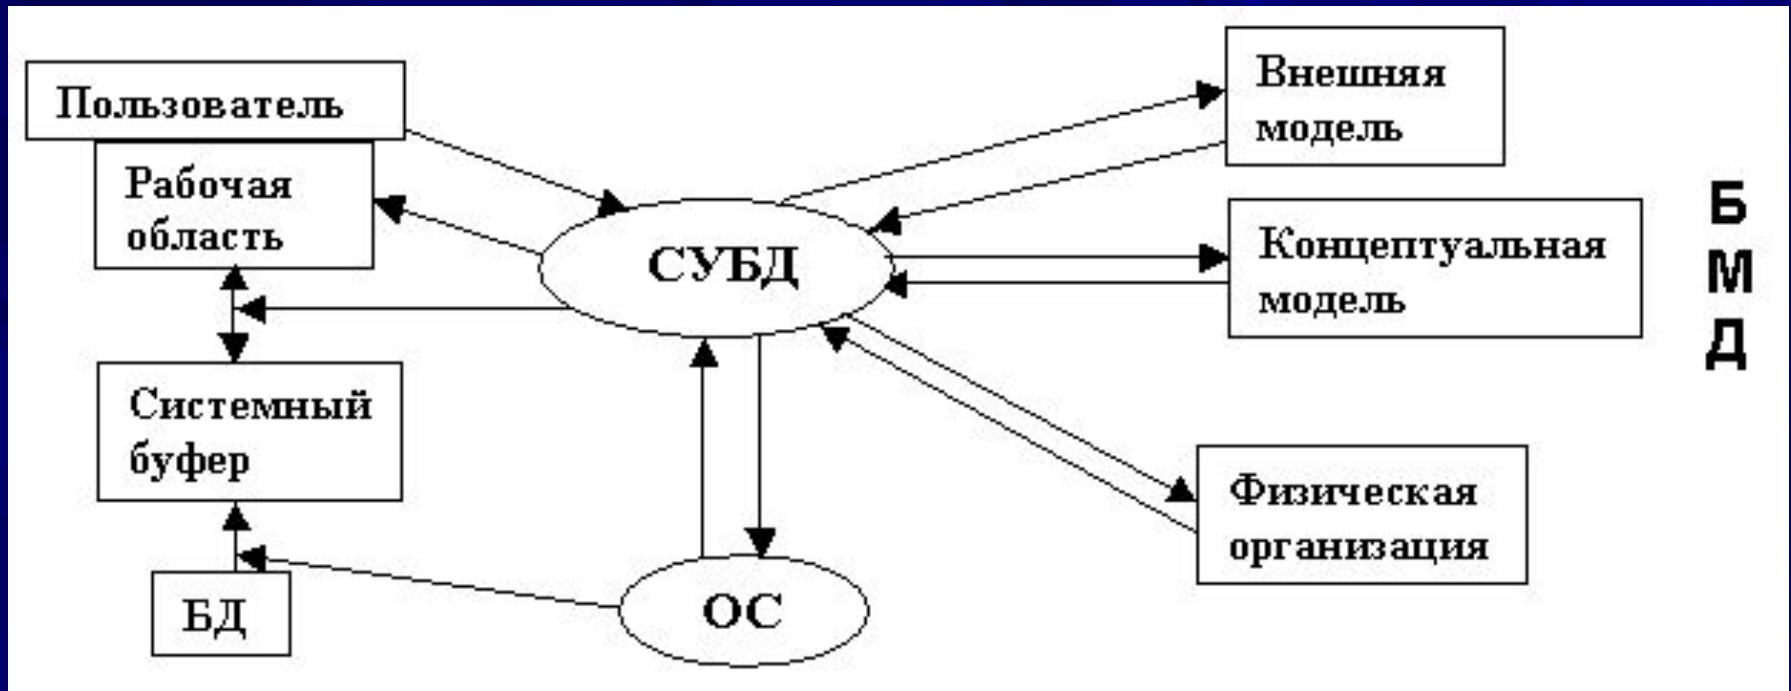 Пользователь
Рабочая
область
Системный
буфер
БД
СУБД
ОС
Внешняя
модель
Концептуальная
модель
Физическая
организация
Б
М
Д